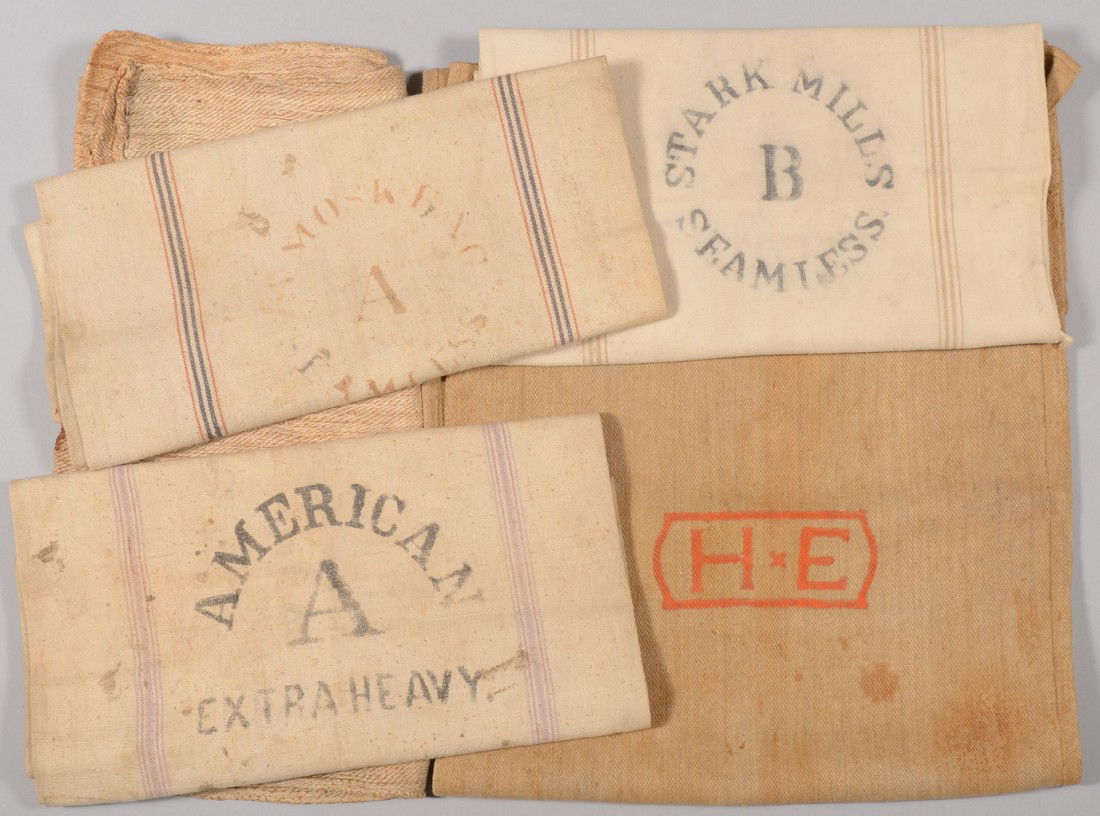 STARK MILLS
B
SEAMLESS
A
AMERICAN
A
EXTRA HEAVY
H×E